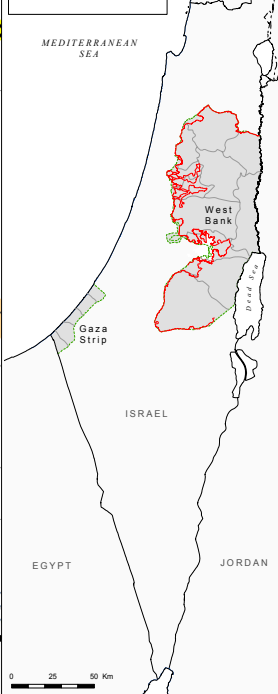 MEDITERRANEAN
SEA
West
Bank
Dead Sea
Gaza
Strip
ISRAEL
EGYPT
JORDAN
0 25 50 Km